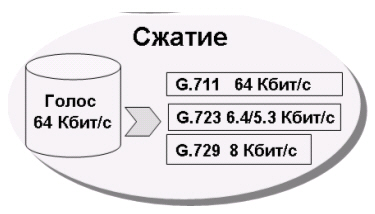 Сжатие
Голос
64 Кбит/с
G.711 64 Кбит/с
G.723 6.4/5.3 Кбит/с
G.729 8 Кбит/с